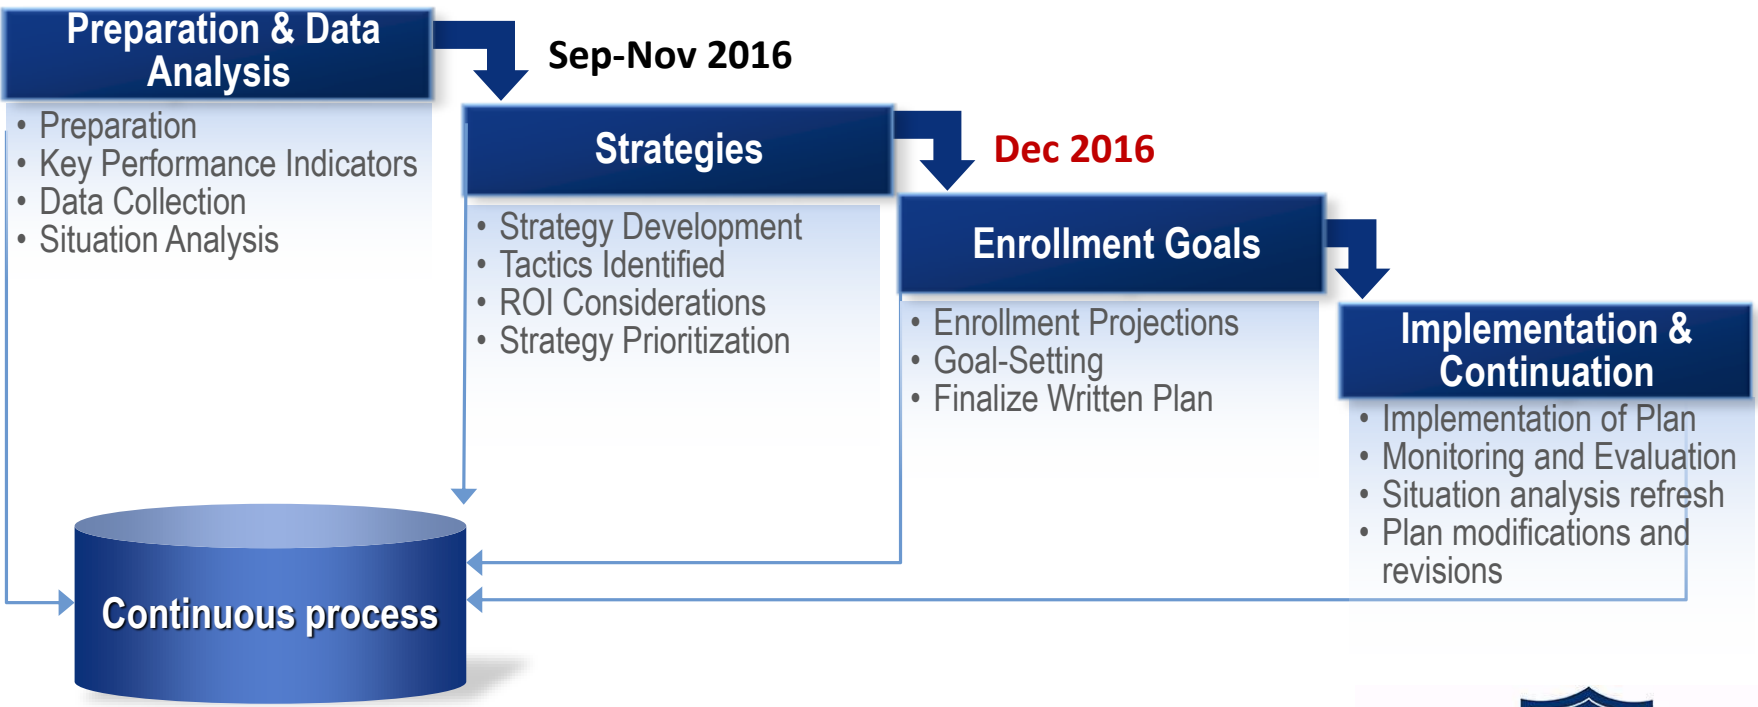 Preparation & Data
Analysis
• Preparation
• Key Performance Indicators
• Data Collection
• Situation Analysis
Sep-Nov 2016
Strategies
• Strategy Development
• Tactics Identified
• ROI Considerations
• Strategy Prioritization
Dec 2016
Enrollment Goals
• Enrollment Projections
• Goal-Setting
• Finalize Written Plan
Implementation &
Continuation
• Implementation of Plan
• Monitoring and Evaluation
• Situation analysis refresh
• Plan modifications and
revisions
Continuous process